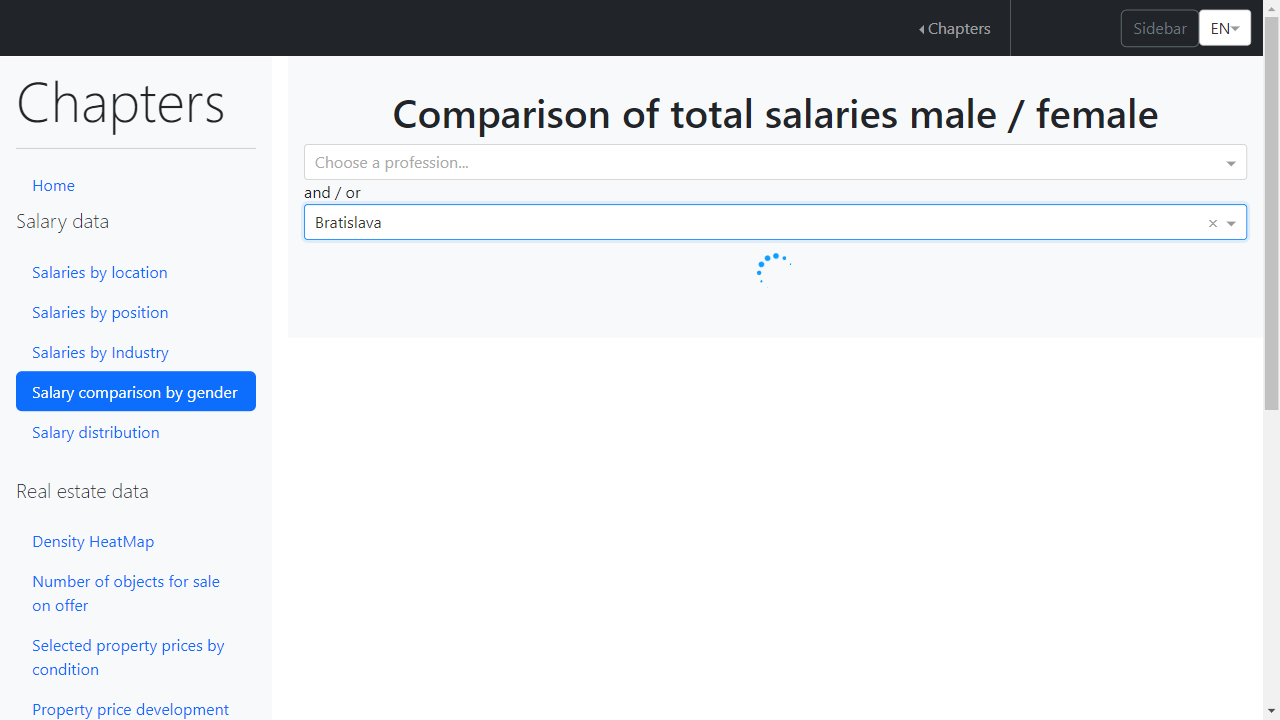 Chapters
Sidebar
EN
Chapters
Home
Salary data
Salaries by location
Salaries by position
Salaries by Industry
Salary comparison by gender
Salary distribution
Real estate data
Density HeatMap
Number of objects for sale
on offer
Selected property prices by
condition
Property price development
Comparison of total salaries male / female
Choose a profession...
and / or
Bratislava